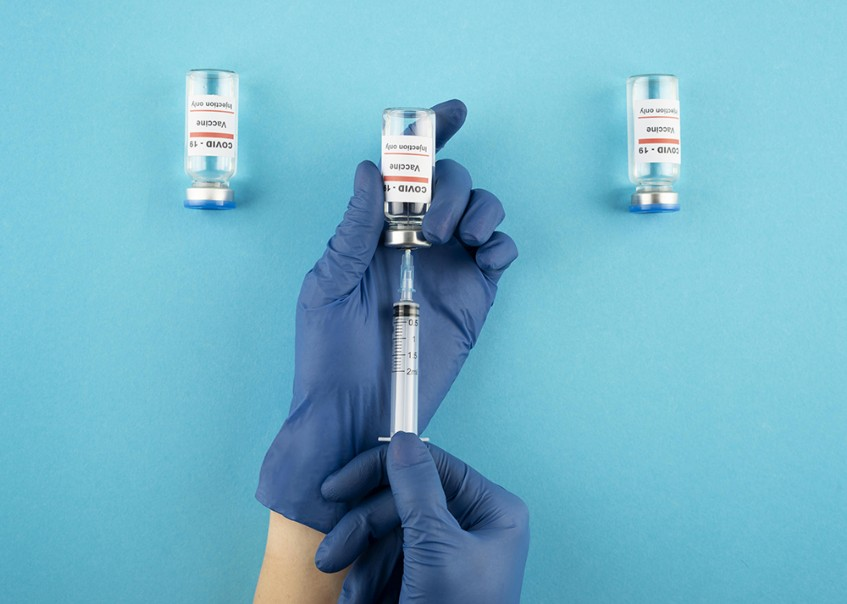 COVID - 19
Vaccine
Injection only
COVID - 19
Vaccine
Injection only
COVID - 19
Vaccine
Injection only
0.5
1
1.5
2ml